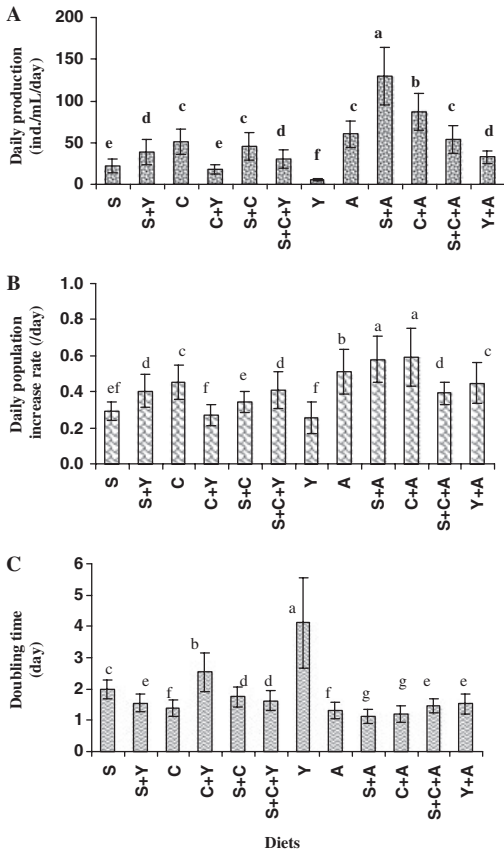 A
Daily production
(ind./mL/day)
200
150
100
50
0
e
d
c
e
c
d
f
c
a
b
c
d
S
S+Y
C
C+Y
S+C
S+C+Y
Y
A
S+A
C+A
S+C+A
Y+A
B
Daily population
increase rate (/day)
1.0
0.8
0.6
0.4
0.2
0.0
ef
d
c
f
e
d
f
b
a
a
d
c
S
S+Y
C
C+Y
S+C
S+C+Y
Y
A
S+A
C+A
S+C+A
Y+A
C
Doubling time
(day)
6
5
4
3
2
1
0
c
e
f
b
d
d
a
f
g
g
e
e
S
S+Y
C
C+Y
S+C
S+C+Y
Y
A
S+A
C+A
S+C+A
Y+A
Diets